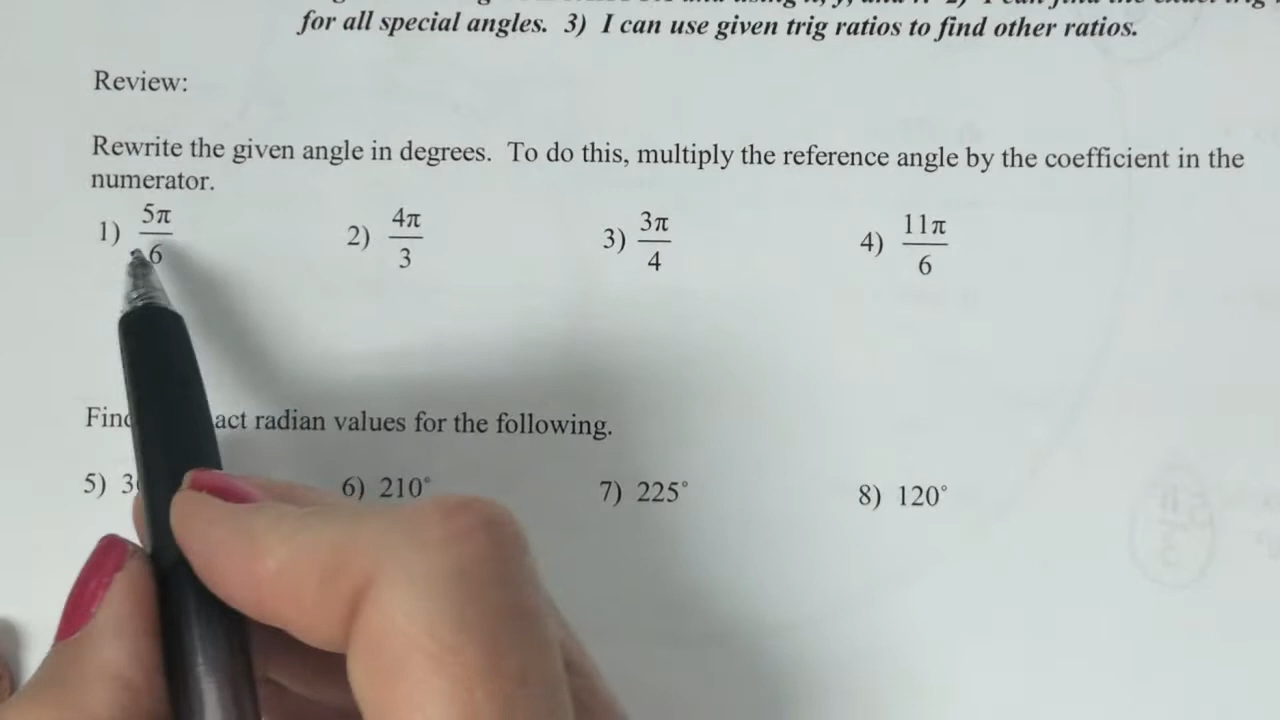 for all special angles. 3) I can use given trig ratios to find other ratios.
Review:
Rewrite the given angle in degrees. To do this, multiply the reference angle by the coefficient in the
numerator.
1) 5π/6 2) 4π/3 3) 3π/4 4) 11π/6
act radian values for the following.
5) 6) 210° 7) 225° 8) 120°